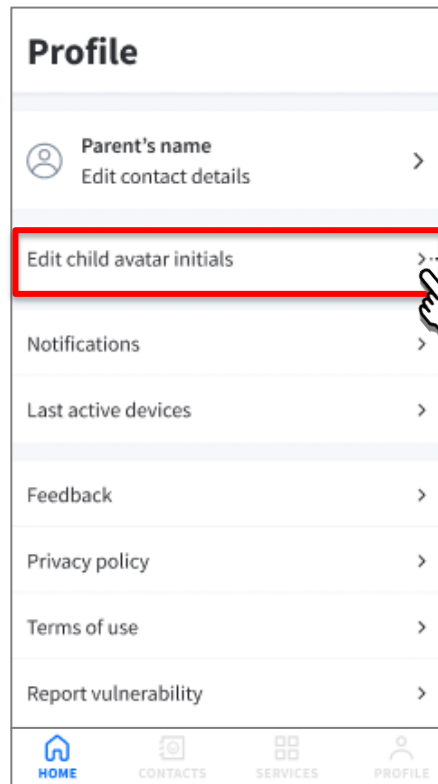 Profile
Parent's name
Edit contact details
Edit child avatar initials
Notifications
Last active devices
Feedback
Privacy policy
Terms of use
Report vulnerability
HOME CONTACTS SERVICES PROFILE